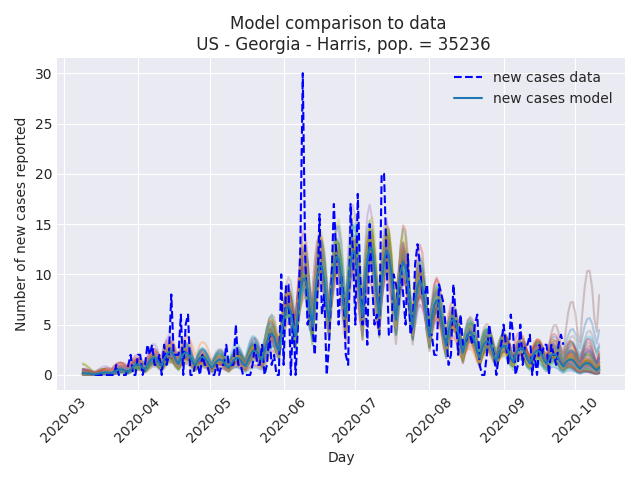 Model comparison to data
US - Georgia - Harris, pop. = 35236
new cases data
new cases model
Number of new cases reported
30
25
20
15
10
5
0
2020-03
2020-04
2020-05
2020-06
2020-07
2020-08
2020-09
2020-10
Day